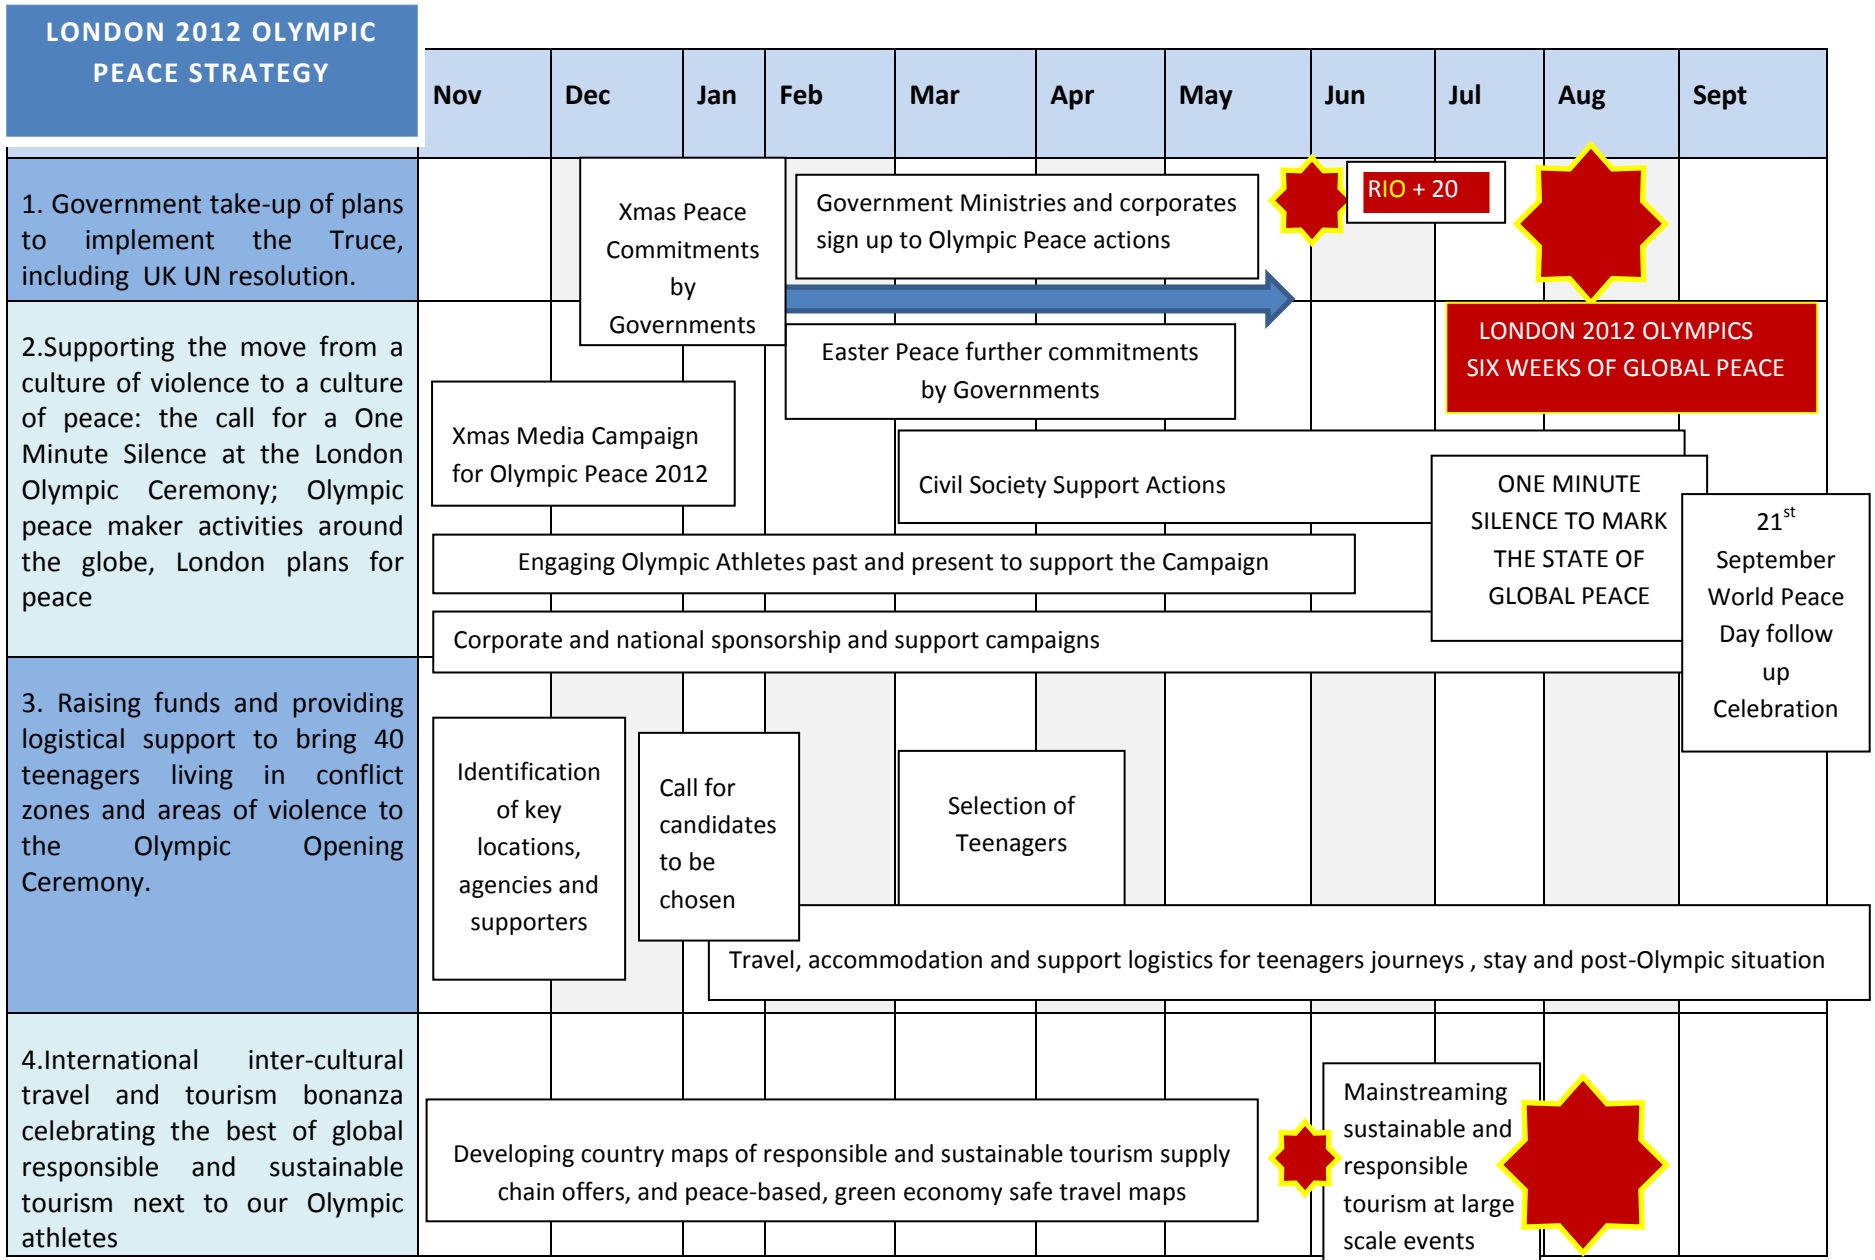 LONDON 2012 OLYMPIC
PEACE STRATEGY
Nov
Dec
Jan
Feb
Mar
Apr
May
Jun
Jul
Aug
Sept
1. Government take-up of plans
to implement the Truce,
including UK UN resolution.
Xmas Peace
Commitments
by
Governments
Government Ministries and corporates
sign up to Olympic Peace actions
RIO + 20
2.Supporting the move from a
culture of violence to a culture
of peace: the call for a One
Minute Silence at the London
Olympic Ceremony; Olympic
peace maker activities around
the globe, London plans for
peace
Easter Peace further commitments
by Governments
LONDON 2012 OLYMPICS
SIX WEEKS OF GLOBAL PEACE
Xmas Media Campaign
for Olympic Peace 2012
Civil Society Support Actions
ONE MINUTE
SILENCE TO MARK
THE STATE OF
GLOBAL PEACE
21st
September
World Peace
Day follow
up
Celebration
Engaging Olympic Athletes past and present to support the Campaign
Corporate and national sponsorship and support campaigns
3. Raising funds and providing
logistical support to bring 40
teenagers living in conflict
zones and areas of violence to
the Olympic Opening
Ceremony.
Identification
of key
locations,
agencies and
supporters
Call for
candidates
to be
chosen
Selection of
Teenagers
Travel, accommodation and support logistics for teenagers journeys , stay and post-Olympic situation
4.International inter-cultural
travel and tourism bonanza
celebrating the best of global
responsible and sustainable
tourism next to our Olympic
athletes
Developing country maps of responsible and sustainable tourism supply
chain offers, and peace-based, green economy safe travel maps
Mainstreaming
sustainable and
responsible
tourism at large
scale events